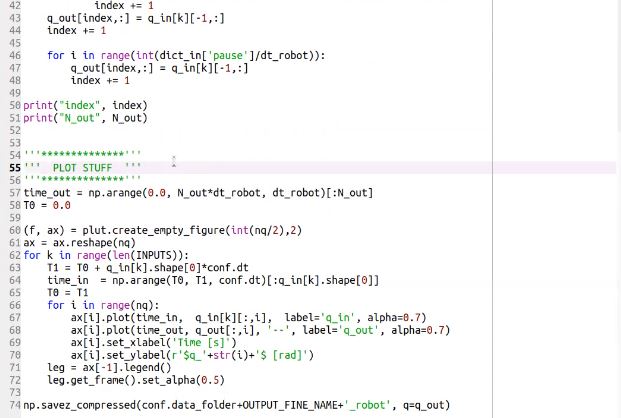 42 index += 1
43 q_out[index,:] = q_in[k][-1,:]
44 index += 1
45
46 for i in range(int(dict_in['pause']/dt_robot)):
47 q_out[index,:] = q_in[k][-1,:]
48 index += 1
49
50 print("index", index)
51 print("N_out", N_out)
52
53
54 '''**************'''
55 ''' PLOT STUFF '''
56 '''**************'''
57 time_out = np.arange(0.0, N_out*dt_robot, dt_robot)[:N_out]
58 T0 = 0.0
59
60 (f, ax) = plut.create_empty_figure(int(nq/2),2)
61 ax = ax.reshape(nq)
62 for k in range(len(INPUTS)):
63 T1 = T0 + q_in[k].shape[0]*conf.dt
64 time_in = np.arange(T0, T1, conf.dt)[:q_in[k].shape[0]]
65 T0 = T1
66 for i in range(nq):
67 ax[i].plot(time_in, q_in[k][:,i], label='q_in', alpha=0.7)
68 ax[i].plot(time_out, q_out[:,i], '--', label='q_out', alpha=0.7)
69 ax[i].set_xlabel('Time [s]')
70 ax[i].set_ylabel(r'$q_'+str(i)+'$ [rad]')
71 leg = ax[-1].legend()
72 leg.get_frame().set_alpha(0.5)
73
74 np.savez_compressed(conf.data_folder+OUTPUT_FINE_NAME+'_robot', q=q_out)